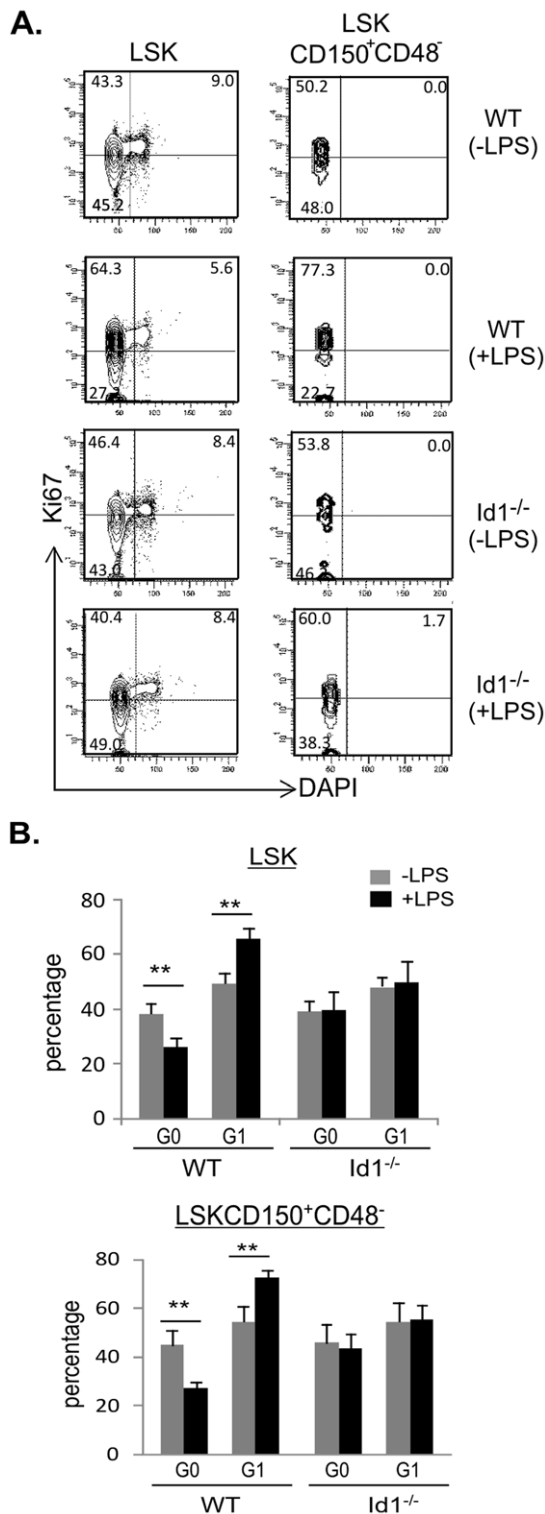 A.
LSK
LSK
CD150⁺CD48⁻
43.3 9.0
45.2
50.2 0.0
48.0
WT
(-LPS)
64.3 5.6
77.3 0.0
22.7
WT
(+LPS)
46.4 8.4
43.0
53.8 0.0
46
Id1⁻/⁻
(-LPS)
40.4 8.4
49.0
60.0 1.7
38.3
Id1⁻/⁻
(+LPS)
Ki67
DAPI
50 100 150 200
B.
LSK
-LPS
+LPS
percentage
80
60
40
20
0
** **
G0 G1 G0 G1
WT Id1⁻/⁻
LSKCD150⁺CD48⁻
percentage
80
60
40
20
0
** **
G0 G1 G0 G1
WT Id1⁻/⁻